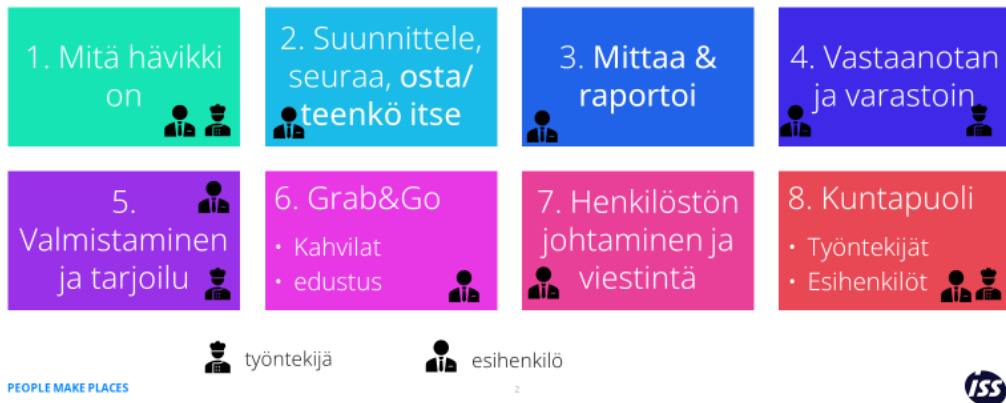 1. Mitä hävikki
on
2. Suunnittele,
seuraa, osta/
teenkö itse
3. Mittaa &
raportoi
4. Vastaanotan
ja varastoin
5.
Valmistaminen
ja tarjoilu
6. Grab&Go
• Kahvilat
• edustus
7. Henkilöstön
johtaminen ja
viestintä
8. Kuntapuoli
• Työntekijät
• Esihenkilöt
työntekijä
esihenkilö
PEOPLE MAKE PLACES
2
ISS